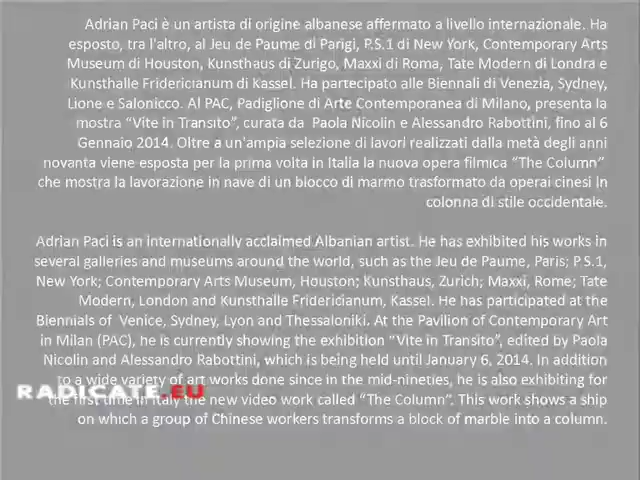 Adrian Paci è un artista di origine albanese affermato a livello internazionale. Ha
esposto, tra l'altro, al Jeu de Paume di Parigi, P.S.1 di New York, Contemporary Arts
Museum di Houston, Kunsthaus di Zurigo, Maxxi di Roma, Tate Modern di Londra e
Kunsthalle Fridericianum di Kassel. Ha partecipato alle Biennali di Venezia, Sydney,
Lione e Salonicco. Al PAC, Padiglione di Arte Contemporanea di Milano, presenta la
mostra “Vite in Transito”, curata da Paola Nicolin e Alessandro Rabottini, fino al 6
Gennaio 2014. Oltre a un'ampia selezione di lavori realizzati dalla metà degli anni
novanta viene esposta per la prima volta in Italia la nuova opera filmica “The Column”
che mostra la lavorazione in nave di un blocco di marmo trasformato da operai cinesi in
colonna di stile occidentale.
Adrian Paci is an internationally acclaimed Albanian artist. He has exhibited his works in
several galleries and museums around the world, such as the Jeu de Paume, Paris; P.S.1,
New York; Contemporary Arts Museum, Houston; Kunsthaus, Zurich; Maxxi, Rome; Tate
Modern, London and Kunsthalle Fridericianum, Kassel. He has participated at the
Biennials of Venice, Sydney, Lyon and Thessaloniki. At the Pavilion of Contemporary Art
in Milan (PAC), he is currently showing the exhibition “Vite in Transito”, edited by Paola
Nicolin and Alessandro Rabottini, which is being held until January 6, 2014. In addition
to a wide variety of art works done since in the mid-nineties, he is also exhibiting for
RADICATE.EU
the first time in Italy the new video work called “The Column”. This work shows a ship
on which a group of Chinese workers transforms a block of marble into a column.